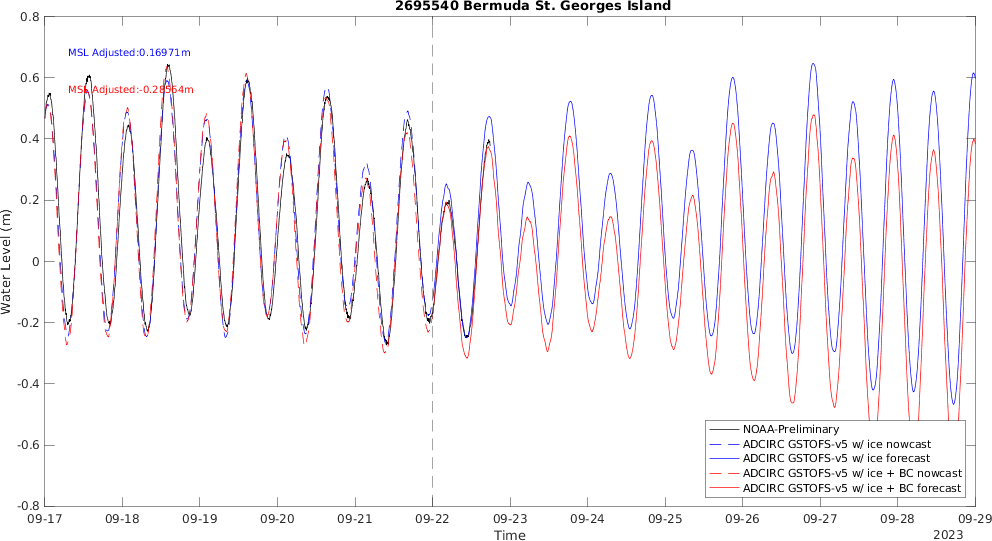 2695540 Bermuda St. Georges Island
0.8
0.6
0.4
0.2
0
-0.2
-0.4
-0.6
-0.8
Water Level (m)
MSL Adjusted:0.16971m
MSL Adjusted:-0.28564m
NOAA-Preliminary
ADCIRC GSTOFS-v5 w/ ice nowcast
ADCIRC GSTOFS-v5 w/ ice forecast
ADCIRC GSTOFS-v5 w/ ice + BC nowcast
ADCIRC GSTOFS-v5 w/ ice + BC forecast
09-17 09-18 09-19 09-20 09-21 09-22 09-23 09-24 09-25 09-26 09-27 09-28 09-29
Time
2023